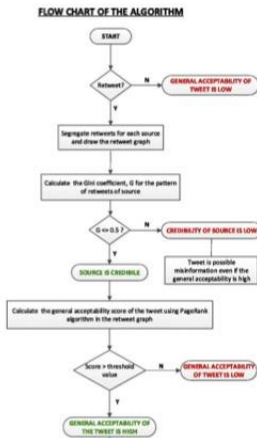 FLOW CHART OF THE ALGORITHM
START
Retweet?
N
GENERAL ACCEPTABILITY OF
TWEET IS LOW
Y
Segregate retweets for each source
and draw the retweet graph
Calculate the Gini coefficient, G for the pattern
of retweets of source
G <= 0.5 ?
N
CREDIBILITY OF SOURCE IS LOW
Y
Tweet is possible
misinformation even if the
general acceptability is high
SOURCE IS CREDIBLE
Calculate the general acceptability score of the tweet using PageRank
algorithm in the retweet graph
Score > threshold
value
N
GENERAL ACCEPTABILITY
OF TWEET IS LOW
Y
GENERAL ACCEPTABILITY OF
THE TWEET IS HIGH